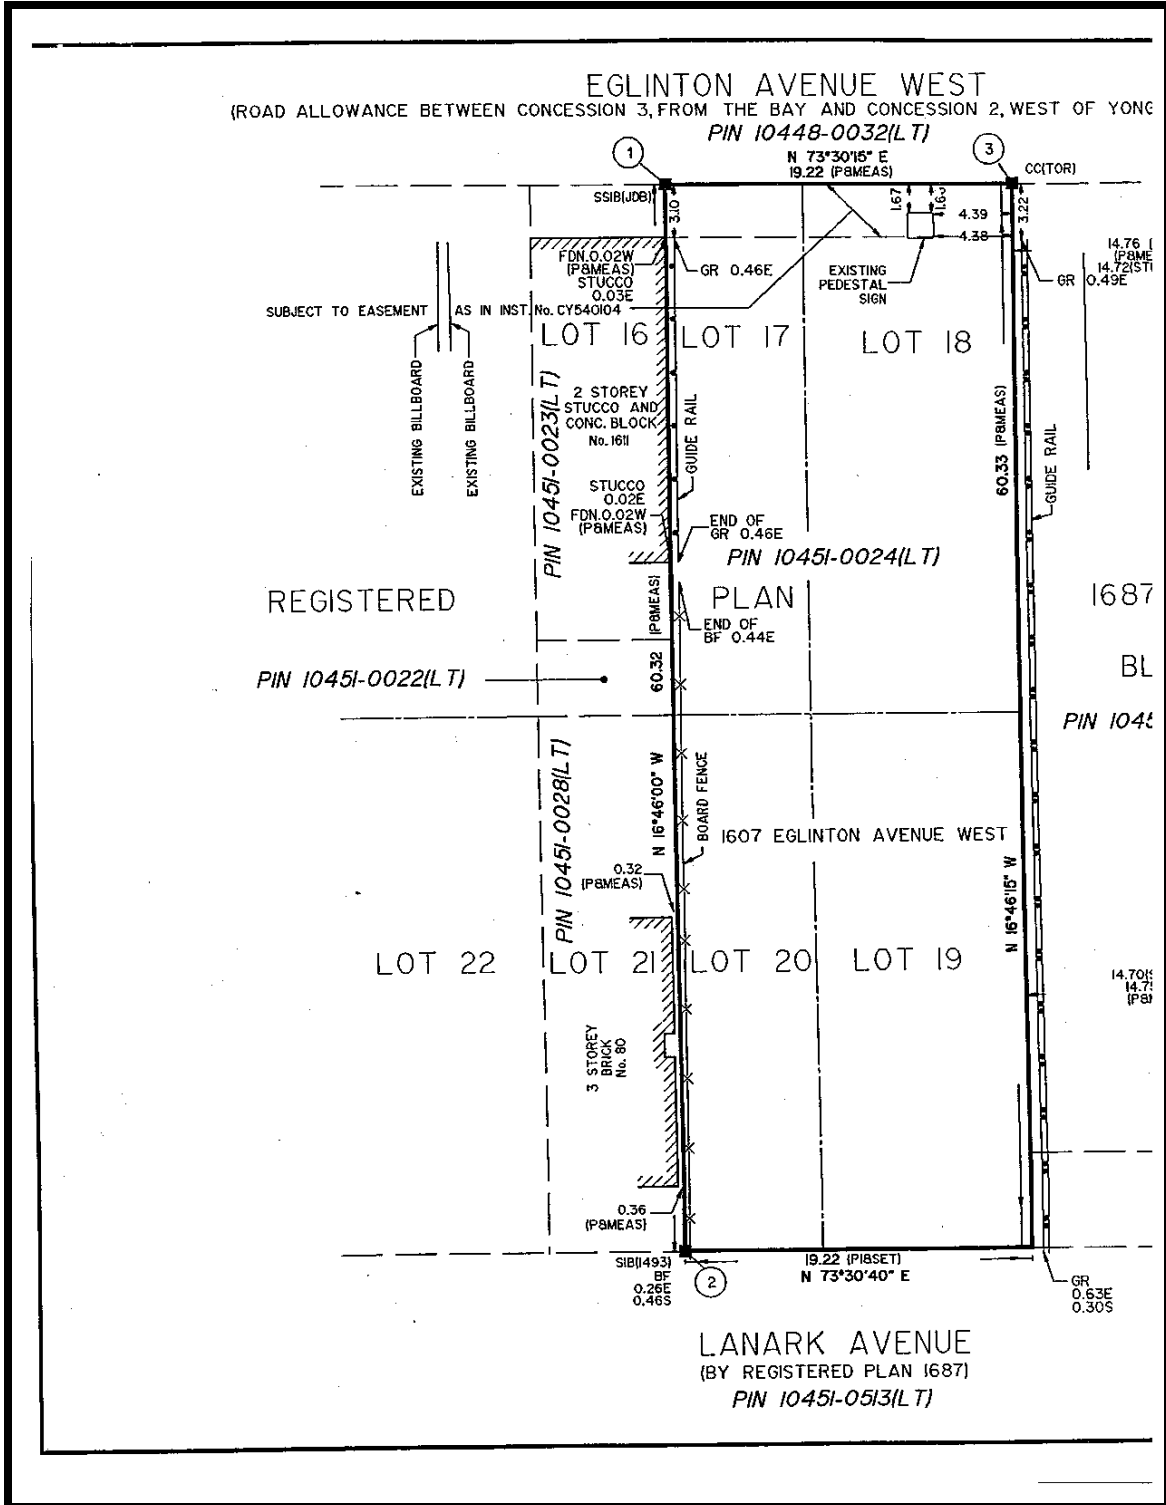 EGLINTON AVENUE WEST
(ROAD ALLOWANCE BETWEEN CONCESSION 3, FROM THE BAY AND CONCESSION 2, WEST OF
PIN 10448-0032(LT)
1
N 73°30'15" E
19.22 (P8MEAS)
3
CC(TOR)
SSIB(JDB)
3.10
1.67
4.39
3.22
4.38
FDN.0.02W
(P8MEAS)
STUCCO
0.03E
GR 0.46E
EXISTING
PEDESTAL
SIGN
14.76
GR 0.49E
SUBJECT TO EASEMENT AS IN INST. No. CY540104
LOT 16
LOT 17
LOT 18
EXISTING BILLBOARD
EXISTING BILLBOARD
PIN 10451-0023(LT)
2 STOREY
STUCCO AND
CONC. BLOCK
No. 1611
GUIDE RAIL
60.33 (P8MEAS)
GUIDE RAIL
STUCCO
0.02E
FDN.0.02W
(P8MEAS)
END OF
GR 0.46E
PIN 10451-0024(LT)
REGISTERED
PLAN
1687
60.32 (P8MEAS)
END OF
BF 0.44E
PIN 10451-0022(LT)
BL
PIN
PIN 10451-0028(LT)
N 16°46'00" W
BOARD FENCE
1607 EGLINTON AVENUE WEST
0.32
(P8MEAS)
N 16°46'15" W
LOT 22
LOT 21
LOT 20
LOT 19
3 STOREY
BRICK
No. 80
0.36
(P8MEAS)
SIB(1493)
BF
0.26E
0.46S
2
19.22 (P18SET)
N 73°30'40" E
GR
0.63E
0.30S
LANARK AVENUE
(BY REGISTERED PLAN 1687)
PIN 10451-0513(LT)